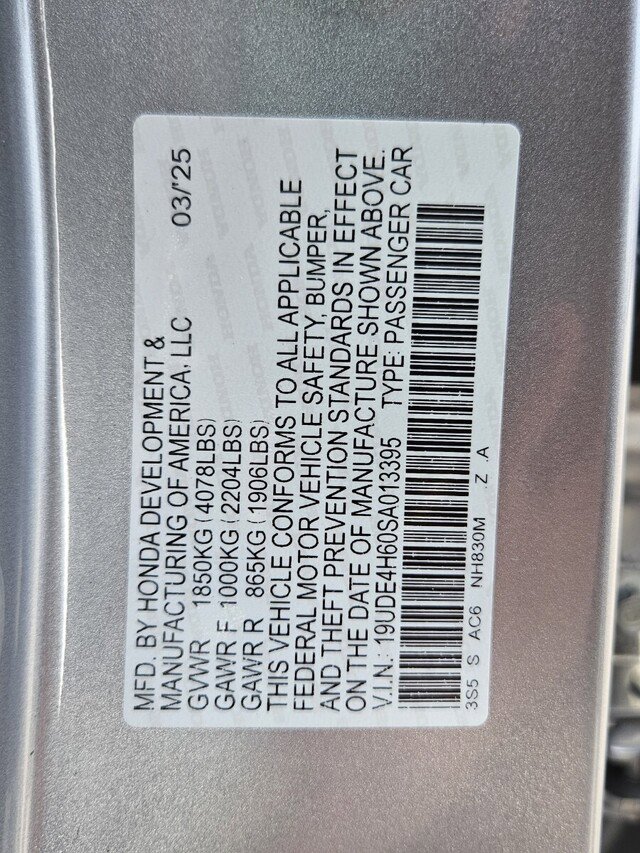 MFD. BY HONDA DEVELOPMENT &
MANUFACTURING OF AMERICA, LLC 03/'25
GVWR 1850KG (4078LBS)
GAWR F 1000KG (2204LBS)
GAWR R 865KG (1906LBS)
THIS VEHICLE CONFORMS TO ALL APPLICABLE
FEDERAL MOTOR VEHICLE SAFETY, BUMPER,
AND THEFT PREVENTION STANDARDS IN EFFECT
ON THE DATE OF MANUFACTURE SHOWN ABOVE.
V.I.N.: 19UDE4H60SA013395 TYPE: PASSENGER CAR
3S5 S AC6 NH830M Z .A